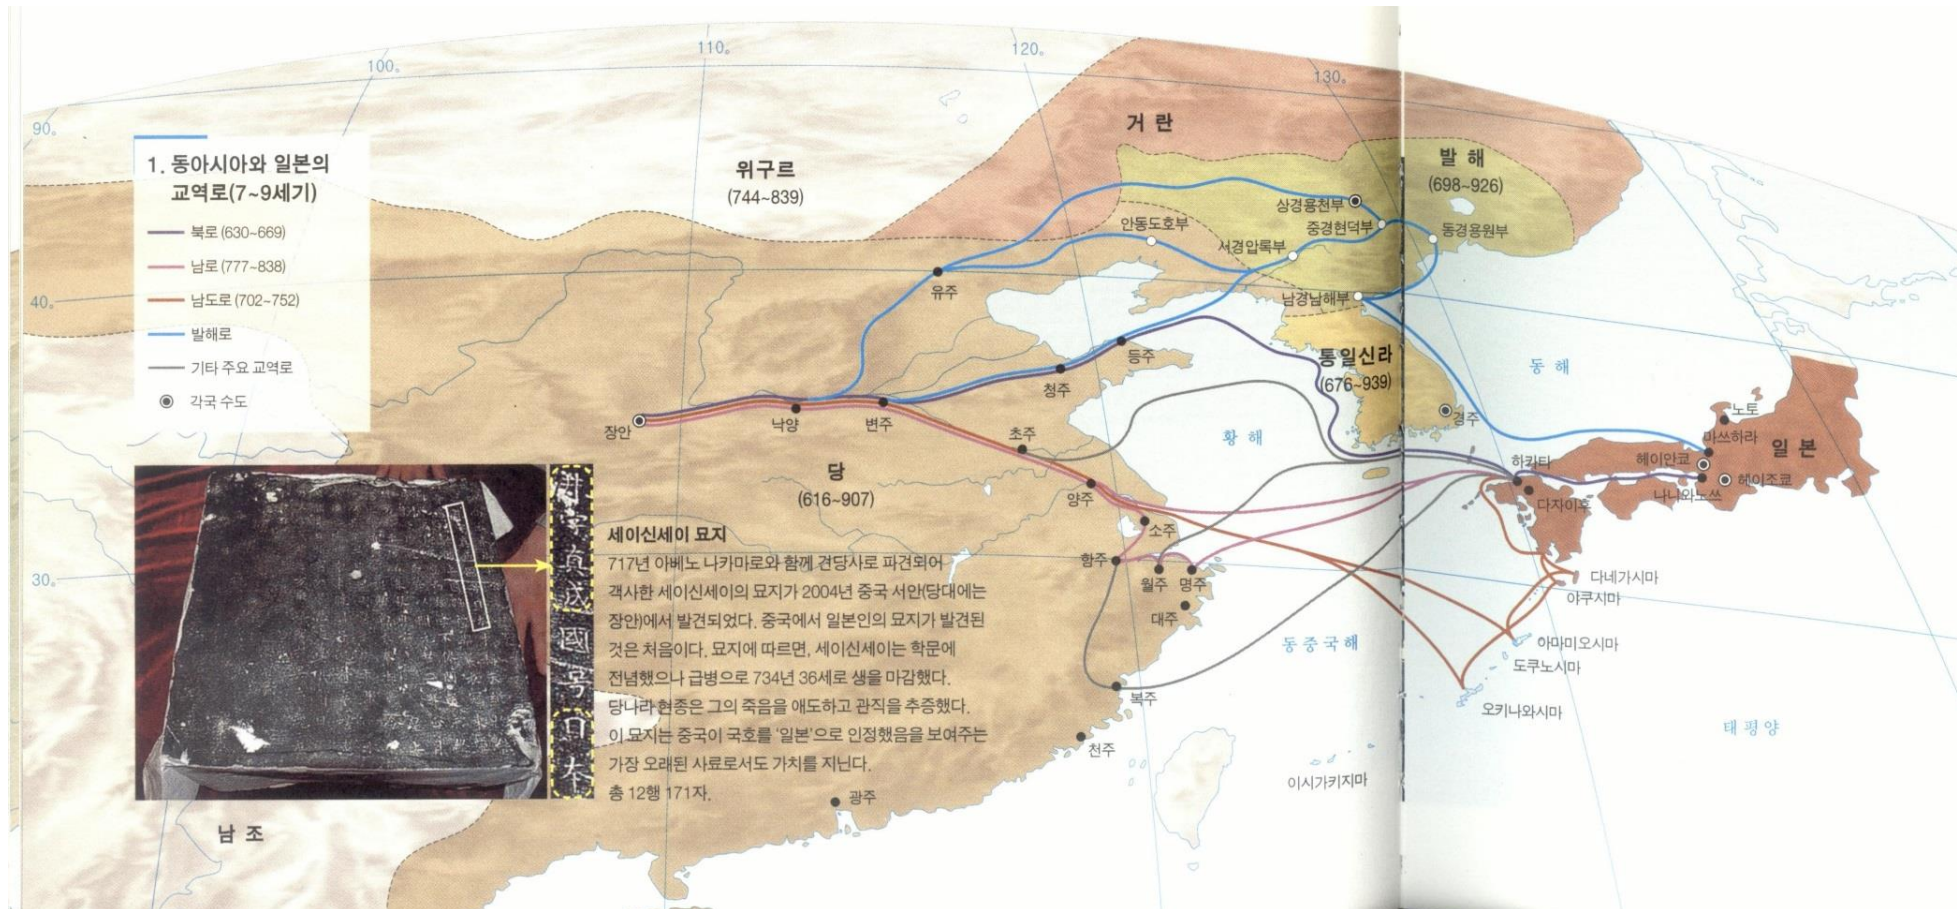 90。
100。
110。
120。
130。
40。
30。
1. 동아시아와 일본의
교역로(7~9세기)
북로 (630~669)
남로 (777~838)
남도로 (702~752)
발해로
기타 주요 교역로
각국 수도
위구르
(744~839)
거 란
발 해
(698~926)
상경용천부
중경현덕부
동경용원부
안동도호부
서경압록부
남경남해부
유주
통일신라
(676~939)
경주
동 해
등주
청주
장안
낙양
변주
초주
황 해
당
(616~907)
양주
소주
항주
월주
명주
대주
동중국해
복주
천주
광주
남 조
노토
마쓰하라
일 본
헤이안쿄
헤이조쿄
나니와노쓰
하카타
다자이후
다네가시마
야쿠시마
아마미오시마
도쿠노시마
오키나와시마
이시가키지마
태평양
세이신세이 묘지
717년 아베노 나카마로와 함께 견당사로 파견되어
객사한 세이신세이의 묘지가 2004년 중국 서안(당대에는
장안)에서 발견되었다. 중국에서 일본인의 묘지가 발견된
것은 처음이다. 묘지에 따르면, 세이신세이는 학문에
전념했으나 급병으로 734년 36세로 생을 마감했다.
당나라 현종은 그의 죽음을 애도하고 관직을 추증했다.
이 묘지는 중국이 국호를 '일본'으로 인정했음을 보여주는
가장 오래된 사료로서도 가치를 지닌다.
총 12행 171자.
字真成國号日本